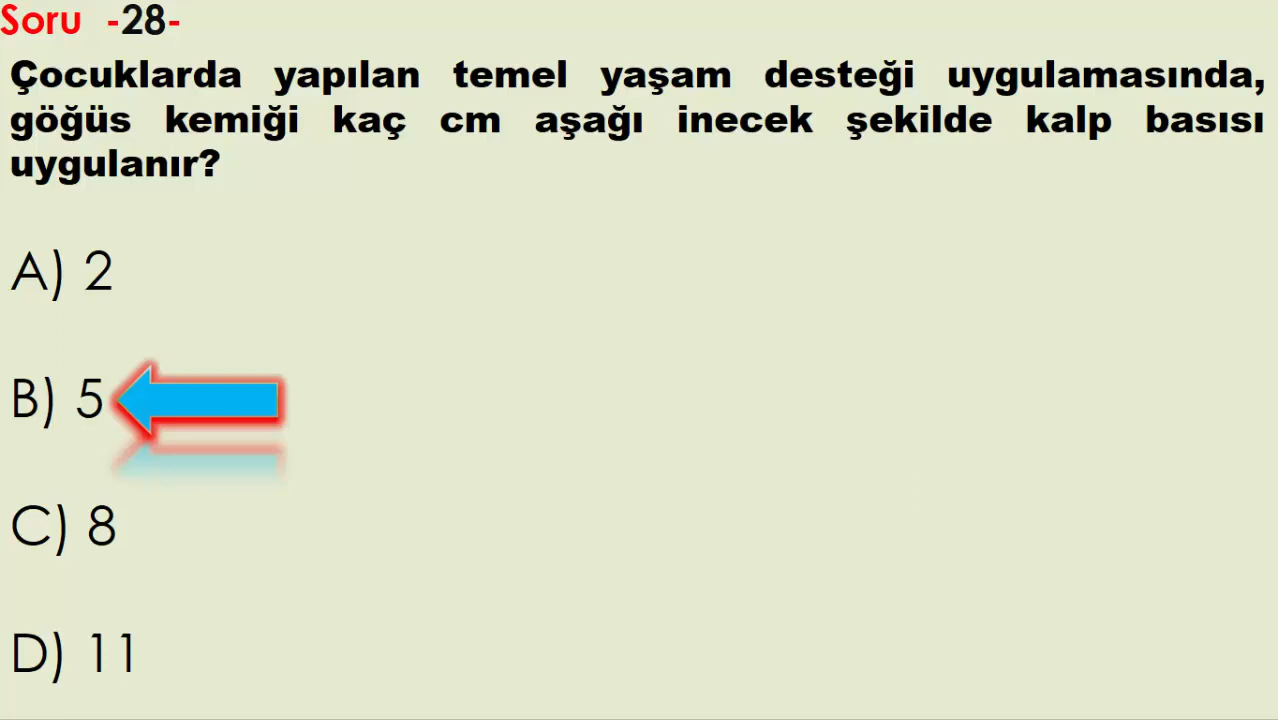 Soru -28-
Çocuklarda yapılan temel yaşam desteği uygulamasında,
göğüs kemiği kaç cm aşağı inecek şekilde kalp basısı
uygulanır?
A) 2
B) 5
C) 8
D) 11